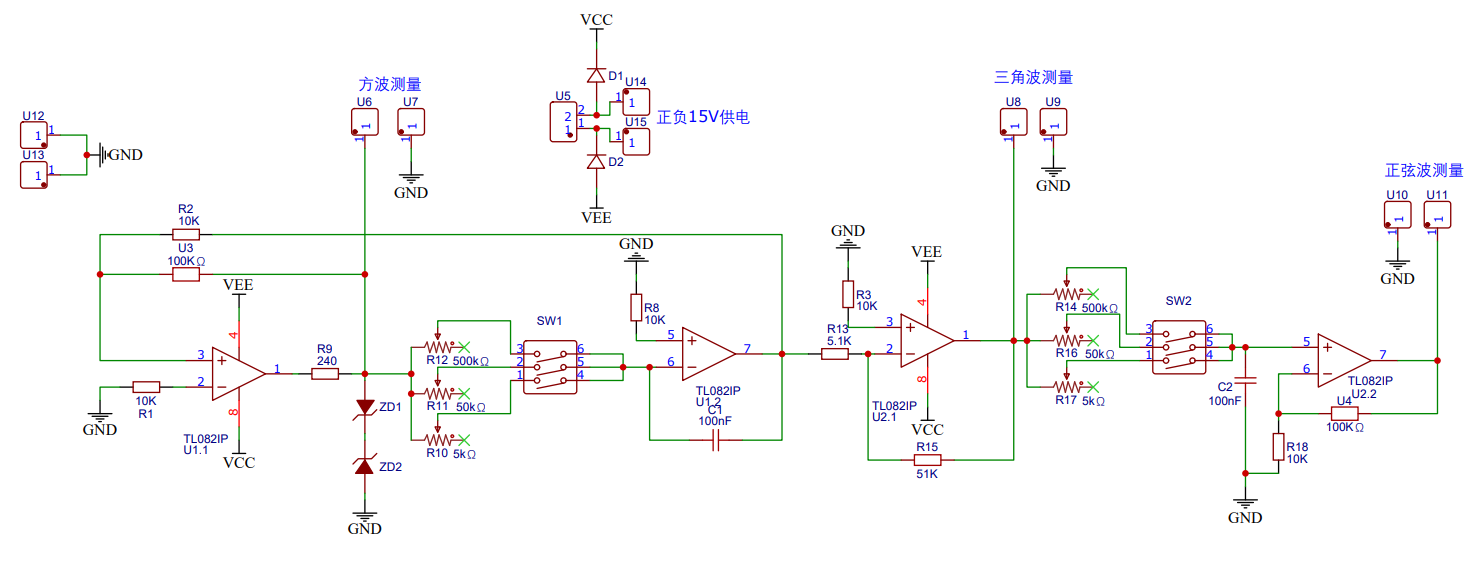 VCC
方波测量
三角波测量
D1
U14
U5
1
1
2
2
1
1
正负15V供电
U15
1
1
D2
VEE
U12
1
1
U13
1
1
GND
U6
1
1
U7
1
GND
U8
1
1
U9
1
GND
正弦波测量
U10
1
1
GND
U11
1
1
R2
10K
U3
100KΩ
VEE
4
3
2
1
8
TL082IP
U1.1
VCC
10K
R1
GND
R9
240
ZD1
ZD2
GND
R12
500kΩ
R11
50kΩ
R10
5kΩ
SW1
3
2
1
6
5
4
GND
R8
10K
5
6
7
TL082IP
U1.2
C1
100nF
GND
R3
10K
R13
5.1K
VEE
4
3
2
1
8
TL082IP
U2.1
VCC
R15
51K
R14
500kΩ
R16
50kΩ
R17
5kΩ
SW2
3
2
1
6
5
4
C2
100nF
5
6
7
TL082IP
U2.2
U4
100KΩ
R18
10K
GND